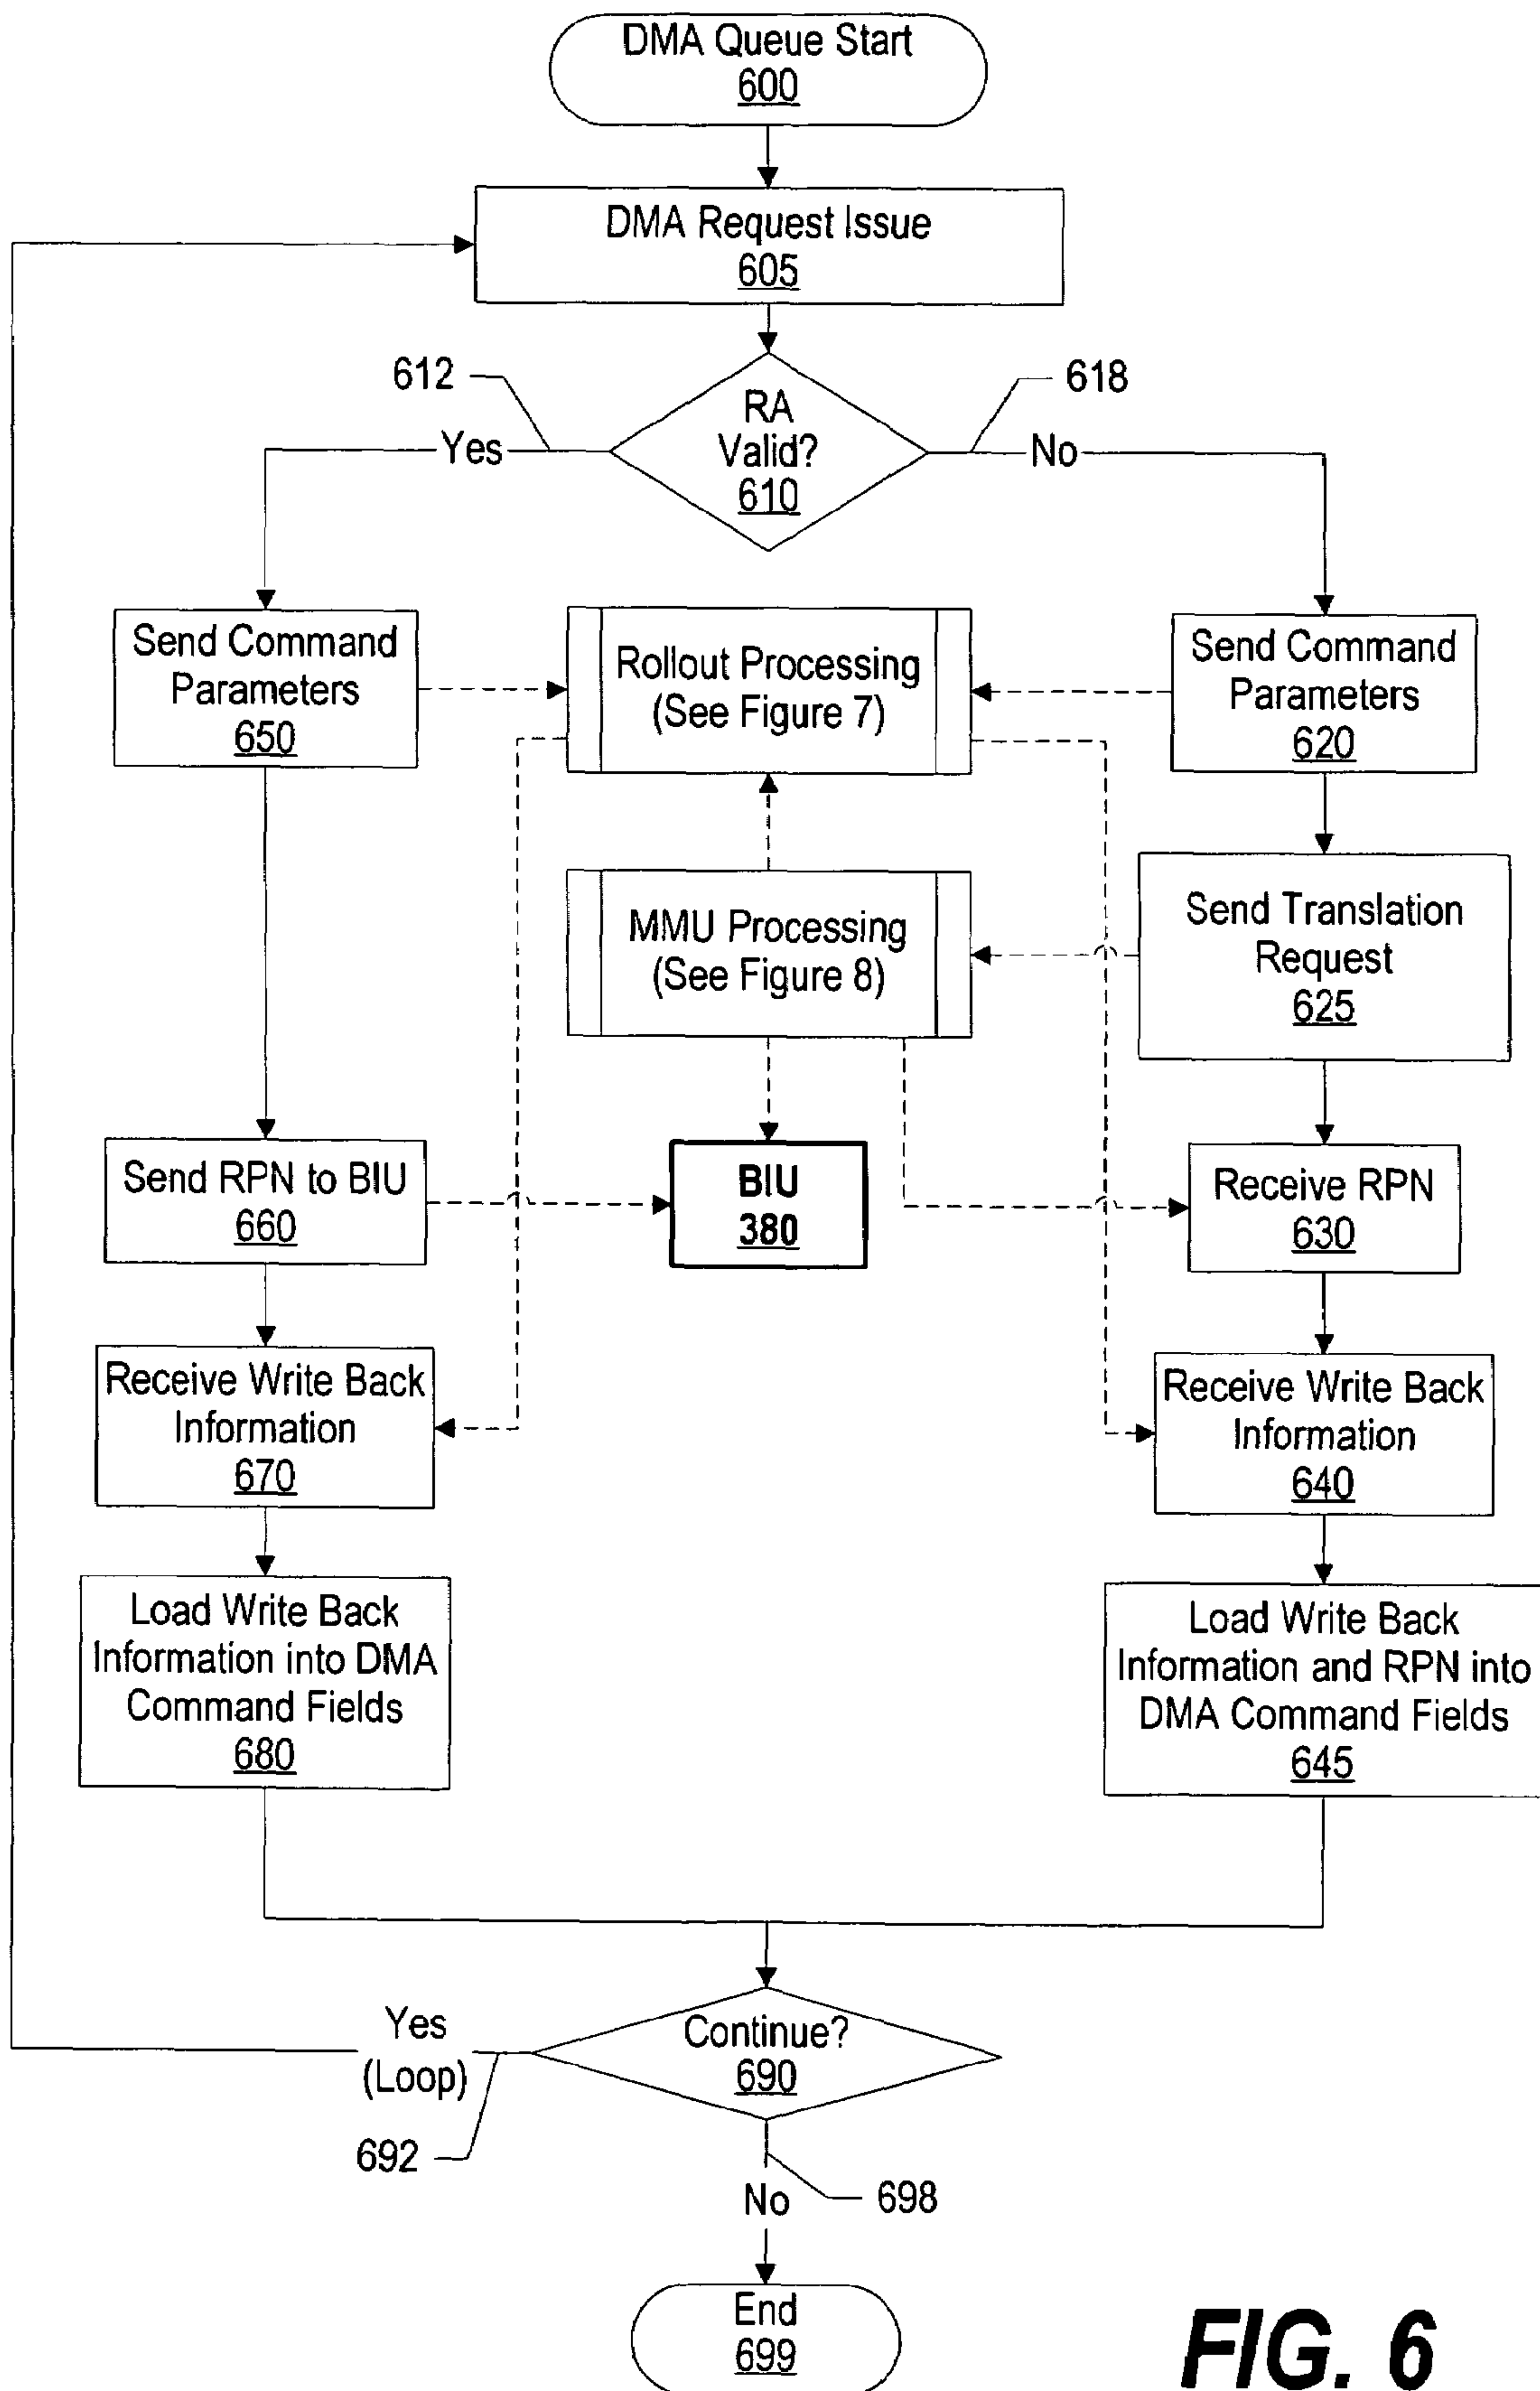 DMA Queue Start
600
DMA Request Issue
605
612
618
RA
Valid?
610
Yes
No
Send Command
Parameters
650
Rollout Processing
(See Figure 7)
Send Command
Parameters
620
MMU Processing
(See Figure 8)
Send Translation
Request
625
Send RPN to BIU
660
BIU
380
Receive RPN
630
Receive Write Back
Information
670
Receive Write Back
Information
640
Load Write Back
Information into DMA
Command Fields
680
Load Write Back
Information and RPN into
DMA Command Fields
645
Yes
(Loop)
Continue?
690
692
698
No
End
699
FIG. 6